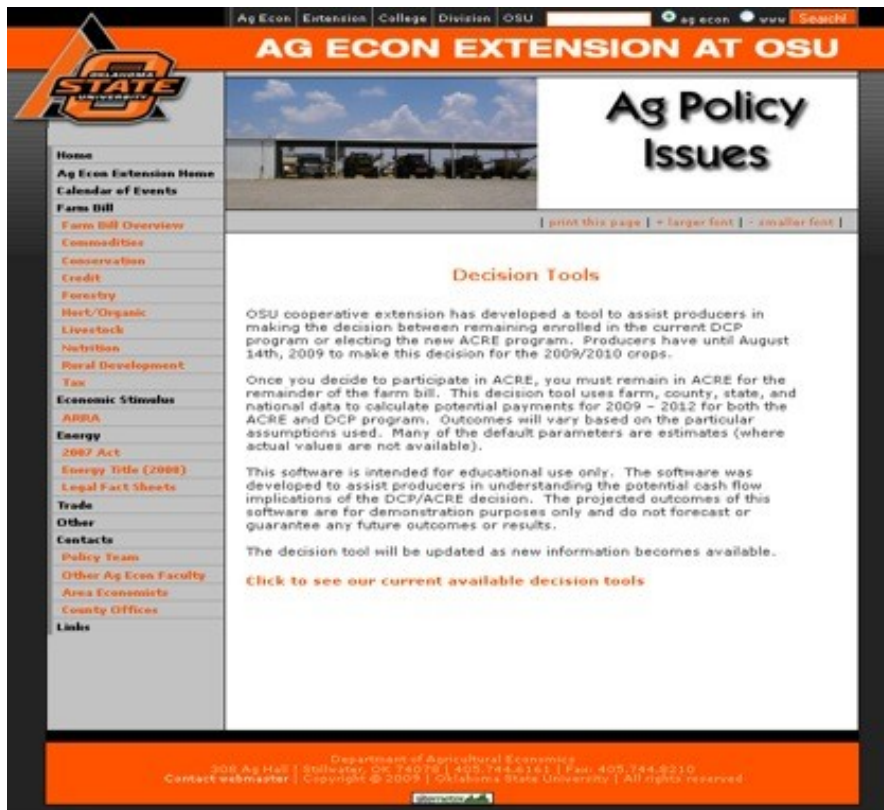 Ag Econ Extension College Division OSU ag econ www Search!
AG ECON EXTENSION AT OSU
OKLAHOMA
STATE
UNIVERSITY
Ag Policy
Issues
| print this page | + larger font | - smaller font |
Home
Ag Econ Extension Home
Calendar of Events
Farm Bill
Farm Bill Overview
Commodities
Conservation
Credit
Forestry
Hort/Organic
Livestock
Nutrition
Rural Development
Tax
Economic Stimulus
ARRA
Energy
2007 Act
Energy Title (2008)
Legal Fact Sheets
Trade
Other
Contacts
Policy Team
Other Ag Econ Faculty
Area Economists
County Offices
Links
Decision Tools
OSU cooperative extension has developed a tool to assist producers in
making the decision between remaining enrolled in the current DCP
program or electing the new ACRE program. Producers have until August
14th, 2009 to make this decision for the 2009/2010 crops.
Once you decide to participate in ACRE, you must remain in ACRE for the
remainder of the farm bill. This decision tool uses farm, county, state, and
national data to calculate potential payments for 2009 – 2012 for both the
ACRE and DCP program. Outcomes will vary based on the particular
assumptions used. Many of the default parameters are estimates (where
actual values are not available).
This software is intended for educational use only. The software was
developed to assist producers in understanding the potential cash flow
implications of the DCP/ACRE decision. The projected outcomes of this
software are for demonstration purposes only and do not forecast or
guarantee any future outcomes or results.
The decision tool will be updated as new information becomes available.
Click to see our current available decision tools
Department of Agricultural Economics
308 Ag Hall | Stillwater, OK 74078 | 405.744.6161 | Fax: 405.744.8210
Contact webmaster | Copyright @ 2009 | Oklahoma State University | All rights reserved